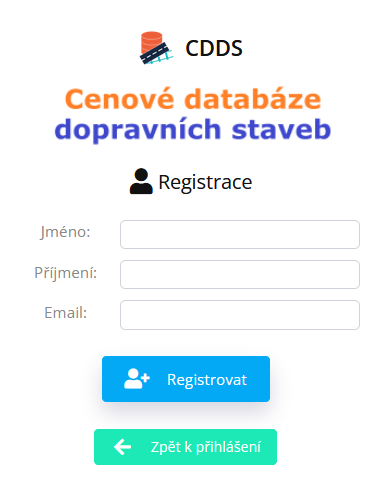 CDDS
Cenové databáze
dopravních staveb
Registrace
Jméno:
Příjmení:
Email:
Registrovat
Zpět k přihlášení